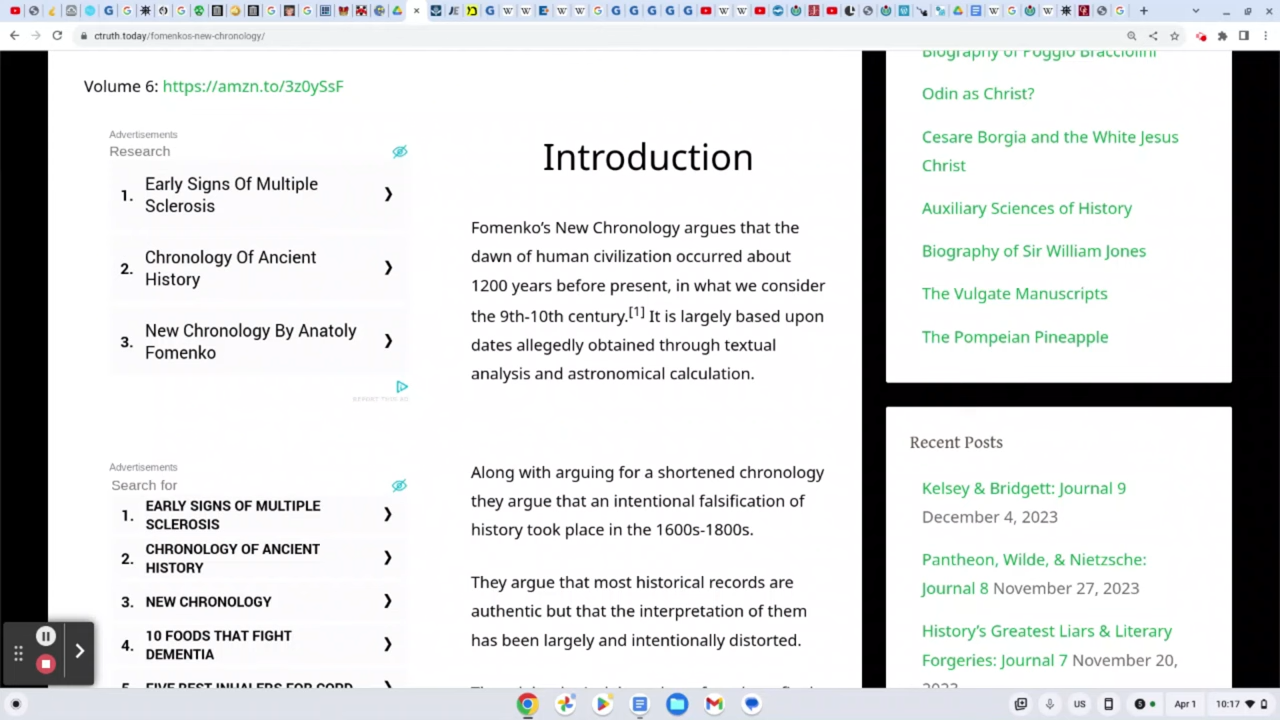 ctruth.today/fomenkos-new-chronology/
Volume 6: https://amzn.to/3z0ySsF
Advertisements
Research
1. Early Signs Of Multiple
Sclerosis
2. Chronology Of Ancient
History
3. New Chronology By Anatoly
Fomenko
REPORT THIS AD
Advertisements
Search for
1. EARLY SIGNS OF MULTIPLE
SCLEROSIS
2. CHRONOLOGY OF ANCIENT
HISTORY
3. NEW CHRONOLOGY
4. 10 FOODS THAT FIGHT
DEMENTIA
Introduction
Fomenko's New Chronology argues that the
dawn of human civilization occurred about
1200 years before present, in what we consider
the 9th-10th century.[1] It is largely based upon
dates allegedly obtained through textual
analysis and astronomical calculation.
Along with arguing for a shortened chronology
they argue that an intentional falsification of
history took place in the 1600s-1800s.
They argue that most historical records are
authentic but that the interpretation of them
has been largely and intentionally distorted.
Biography of Poggio Bracciolini
Odin as Christ?
Cesare Borgia and the White Jesus
Christ
Auxiliary Sciences of History
Biography of Sir William Jones
The Vulgate Manuscripts
The Pompeian Pineapple
Recent Posts
Kelsey & Bridgett: Journal 9
December 4, 2023
Pantheon, Wilde, & Nietzsche:
Journal 8 November 27, 2023
History's Greatest Liars & Literary
Forgeries: Journal 7 November 20,
2023
US
Apr 1
10:17